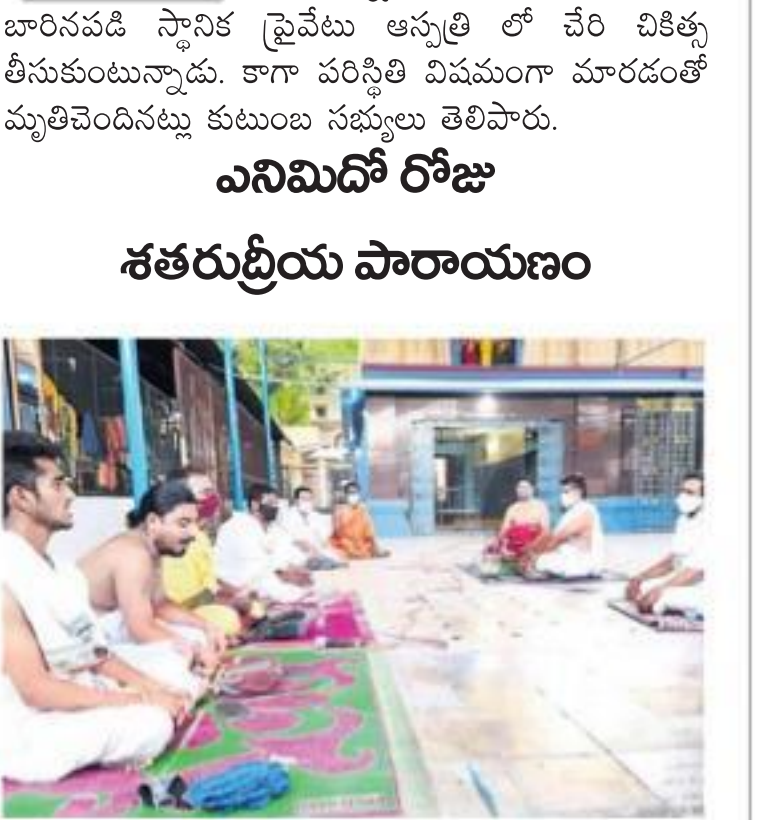 బారినపడి స్థానిక ప్రైవేటు ఆస్పత్రి లో చేరి చికిత్స
తీసుకుంటున్నాడు. కాగా పరిస్థితి విషమంగా మారడంతో
మృతిచెందినట్లు కుటుంబ సభ్యులు తెలిపారు.
ఎనిమిదో రోజు
శతరుద్రీయ పారాయణం